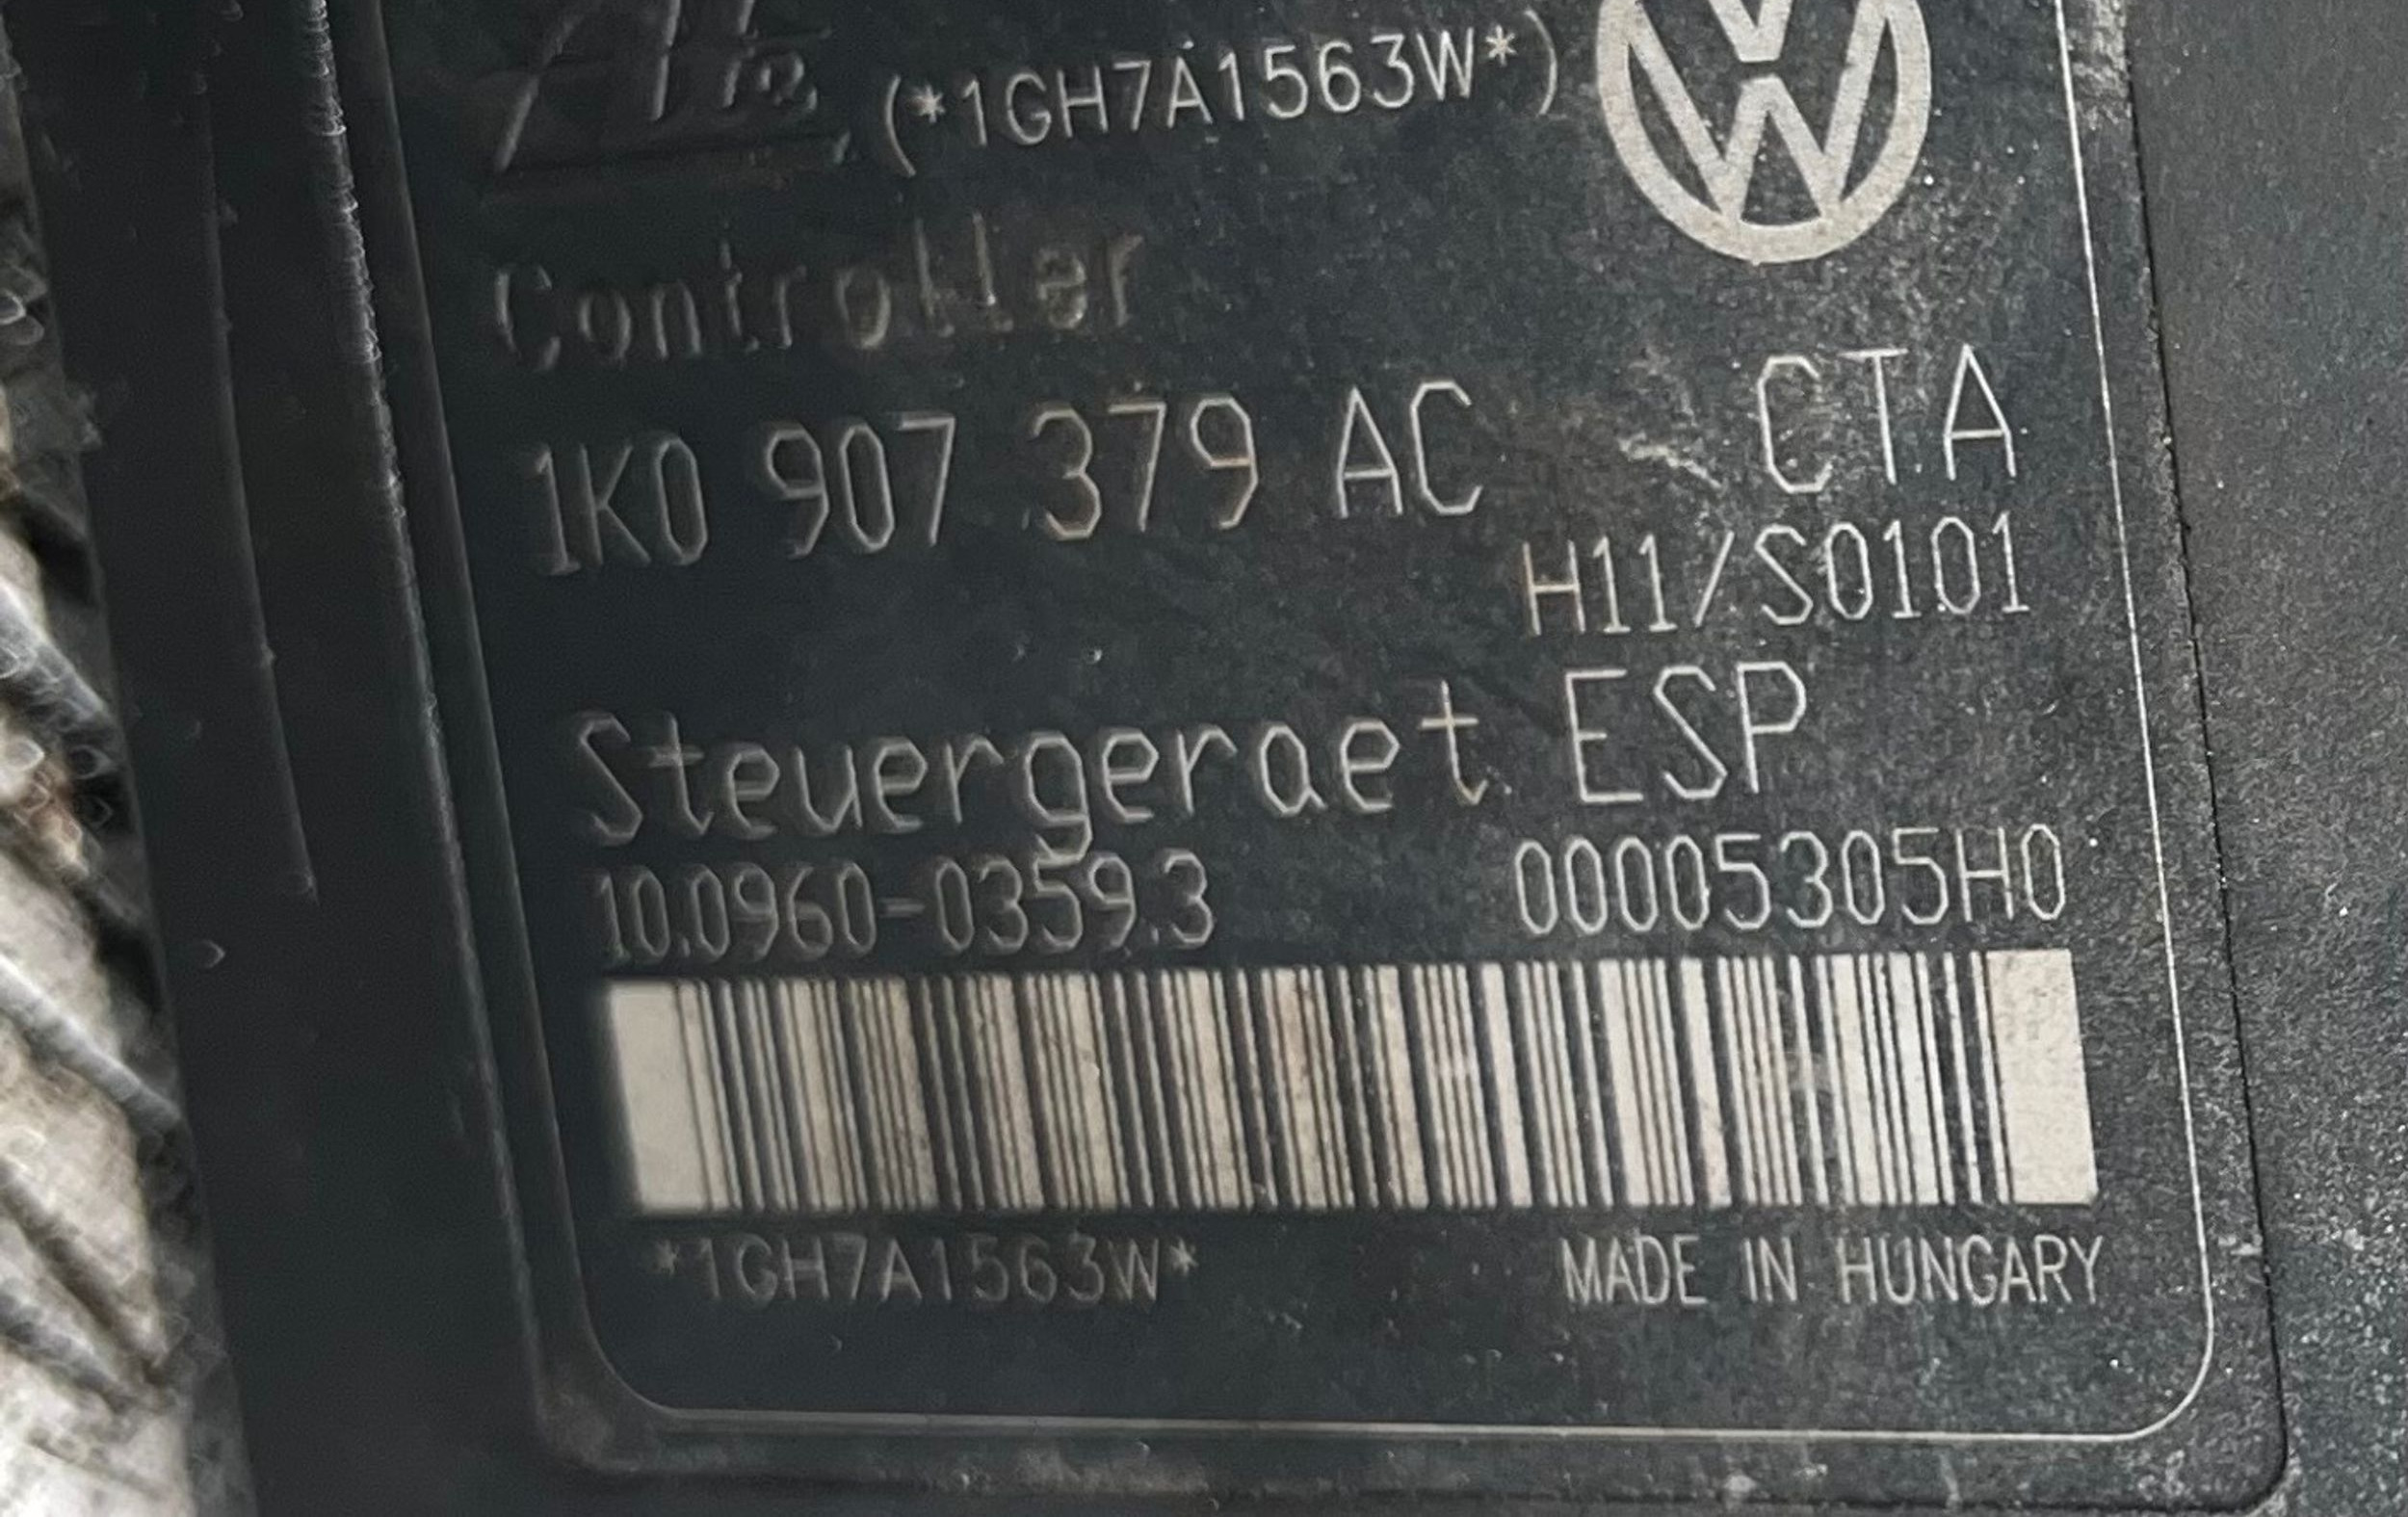 Ate (*1GH7A1563W*)
Controller
1K0 907 379 AC CTA
H11/S0101
Steuergeraet ESP
10.0960-0359.3 00005305H0
*1GH7A1563W* MADE IN HUNGARY